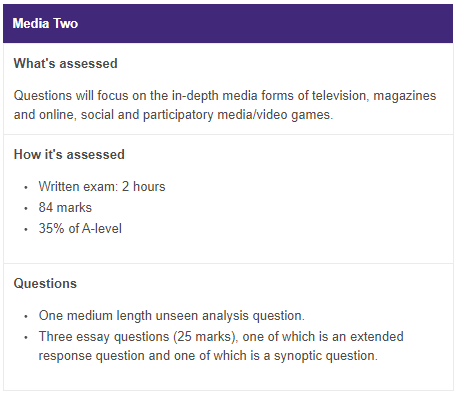 Media Two
What's assessed
Questions will focus on the in-depth media forms of television, magazines
and online, social and participatory media/video games.
How it's assessed
• Written exam: 2 hours
• 84 marks
• 35% of A-level
Questions
• One medium length unseen analysis question.
• Three essay questions (25 marks), one of which is an extended
response question and one of which is a synoptic question.